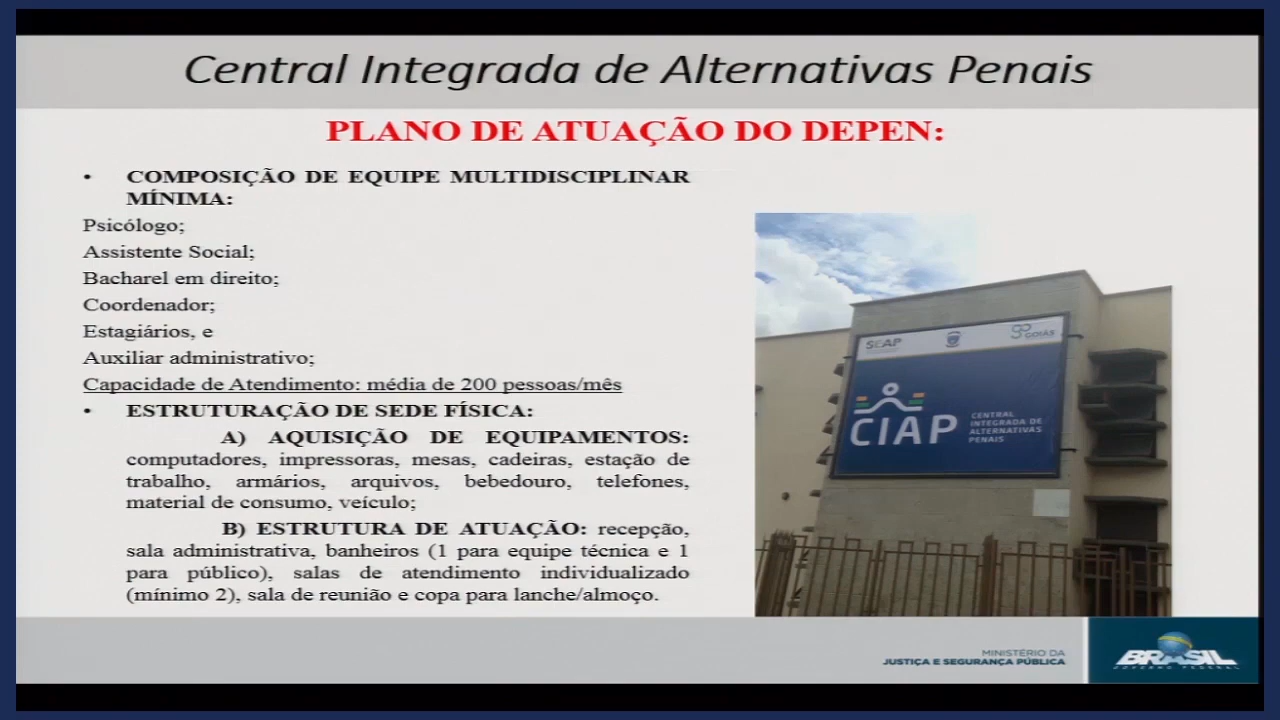 Central Integrada de Alternativas Penais
PLANO DE ATUAÇÃO DO DEPEN:
• COMPOSIÇÃO DE EQUIPE MULTIDISCIPLINAR
MÍNIMA:
Psicólogo;
Assistente Social;
Bacharel em direito;
Coordenador;
Estagiários, e
Auxiliar administrativo;
Capacidade de Atendimento: média de 200 pessoas/mês
• ESTRUTURAÇÃO DE SEDE FÍSICA:
A) AQUISIÇÃO DE EQUIPAMENTOS:
computadores, impressoras, mesas, cadeiras, estação de
trabalho, armários, arquivos, bebedouro, telefones,
material de consumo, veículo;
B) ESTRUTURA DE ATUAÇÃO: recepção,
sala administrativa, banheiros (1 para equipe técnica e 1
para público), salas de atendimento individualizado
(mínimo 2), sala de reunião e copa para lanche/almoço.
SEAP
GOIÁS
CIAP
CENTRAL
INTEGRADA DE
ALTERNATIVAS
PENAIS
MINISTÉRIO DA
JUSTIÇA E SEGURANÇA PÚBLICA
BRASIL
GOVERNO FEDERAL